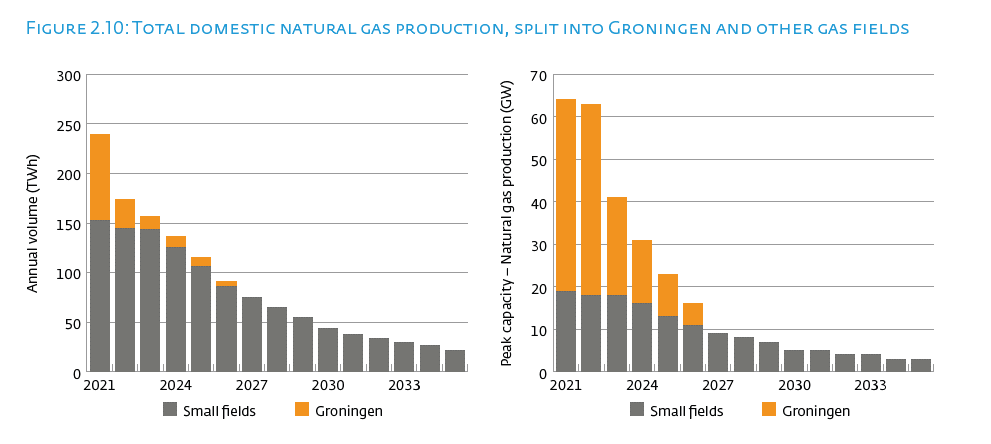 Figure 2.10: Total domestic natural gas production, split into Groningen and other gas fields
Annual volume (TWh)
300
250
200
150
100
50
0
2021 2024 2027 2030 2033
Small fields Groningen
Peak capacity – Natural gas production (GW)
70
60
50
40
30
20
10
0
2021 2024 2027 2030 2033
Small fields Groningen